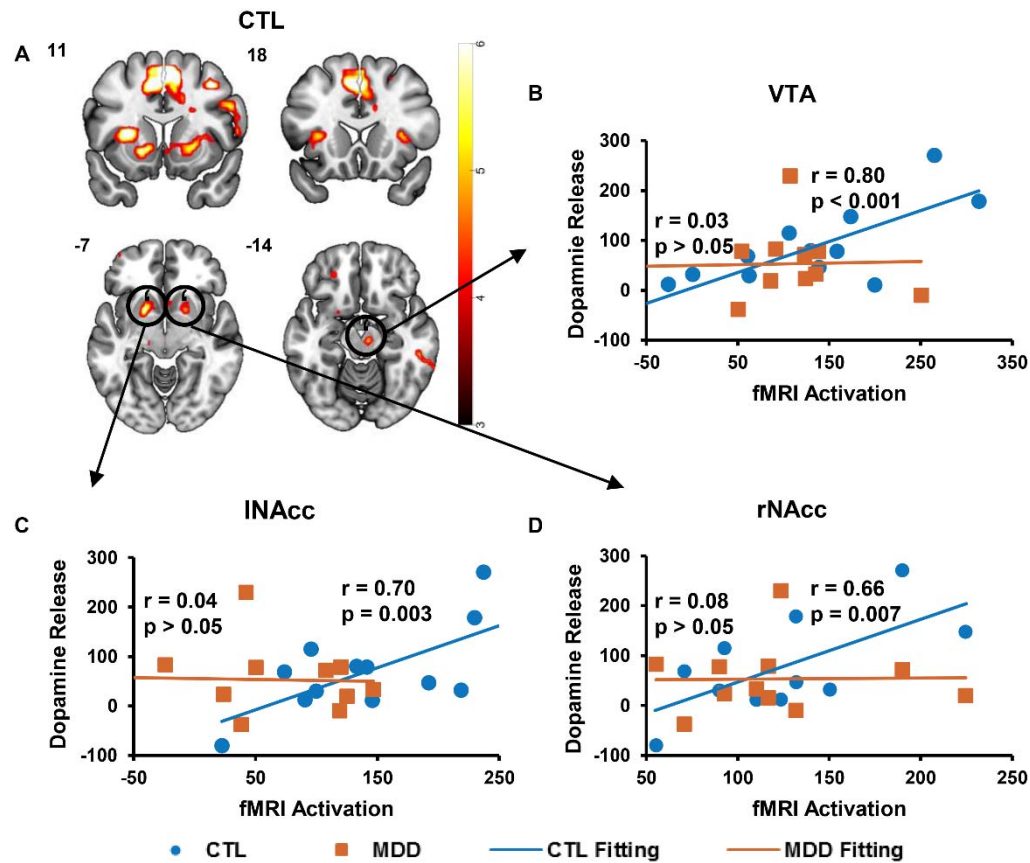 CTL
A
11
18
6
5
4
3
-7
-14
B
VTA
Dopamnie Release
300
200
100
0
-100
-50
50
150
250
350
r = 0.03
p > 0.05
r = 0.80
p < 0.001
fMRI Activation
C
lNAcc
Dopamine Release
300
200
100
0
-100
-50
50
150
250
r = 0.04
p > 0.05
r = 0.70
p = 0.003
fMRI Activation
D
rNAcc
Dopamine Release
300
200
100
0
-100
50
100
150
200
250
r = 0.08
p > 0.05
r = 0.66
p = 0.007
fMRI Activation
CTL
MDD
CTL Fitting
MDD Fitting